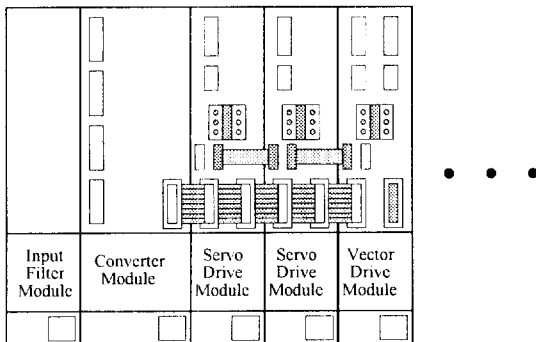 Input
Filter
Module
Converter
Module
Servo
Drive
Module
Servo
Drive
Module
Vector
Drive
Module